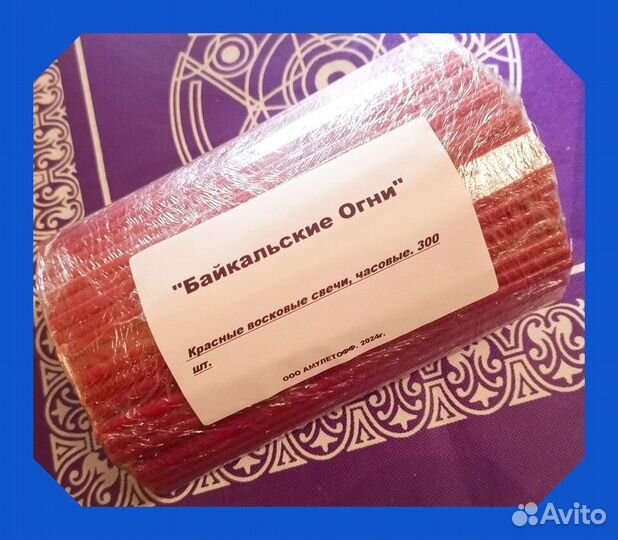 "Байкальские Огни"
Красные восковые свечи, часовые, 300
шт.
ООО АМУЛЕТОФФ. 2024г.
Avito